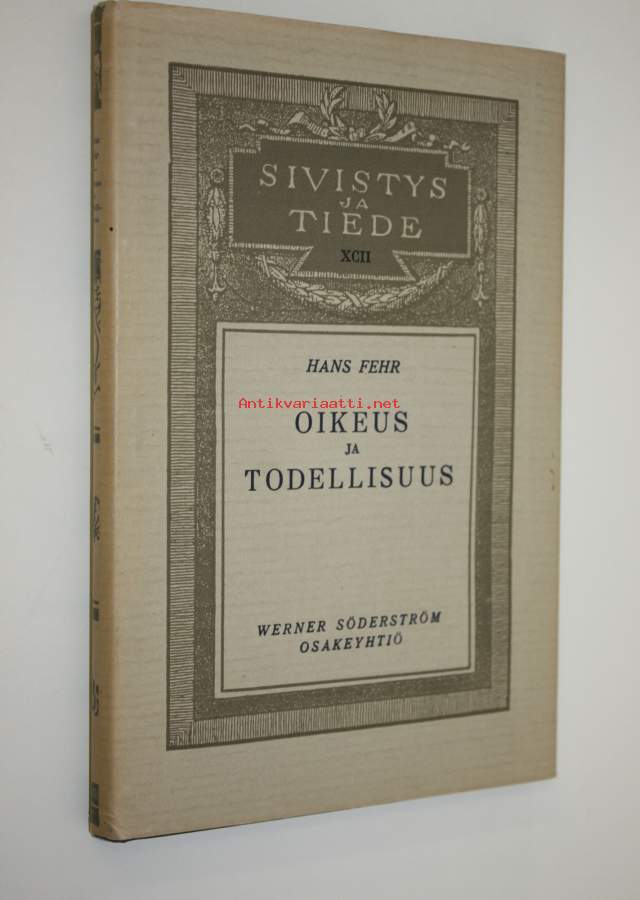 SIVISTYS
JA
TIEDE
XCII
HANS FEHR
Antikvariaatti.net
OIKEUS
JA
TODELLISUUS
WERNER SÖDERSTRÖM
OSAKEYHTIÖ